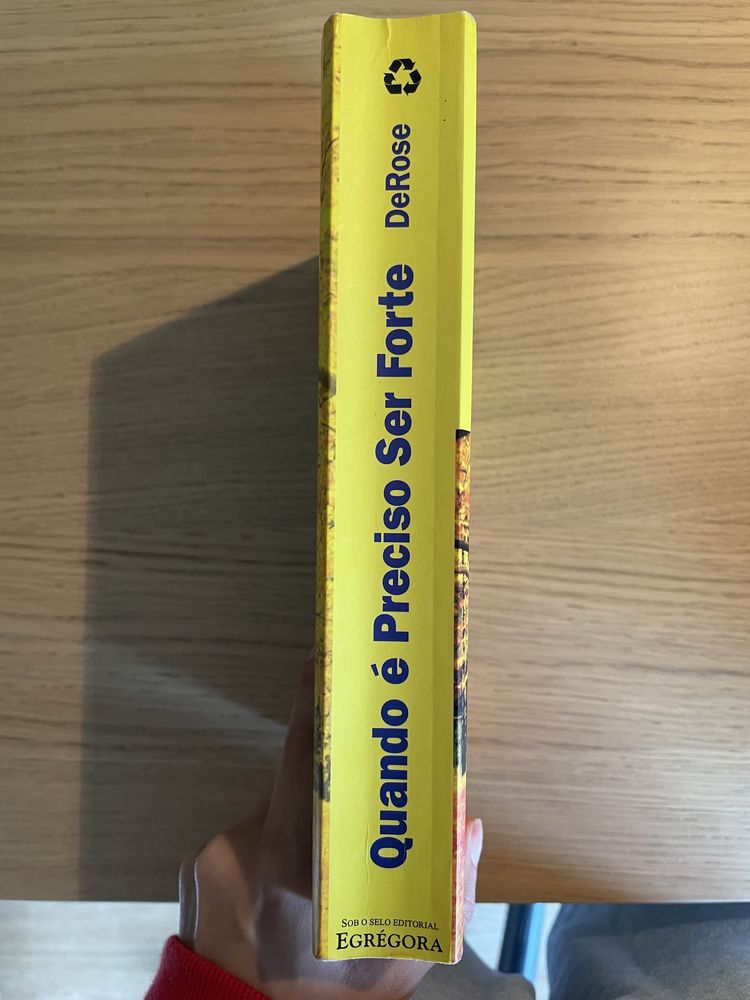 Quando é Preciso Ser Forte DeRose
SOB O SELO EDITORIAL
EGRÉGORA